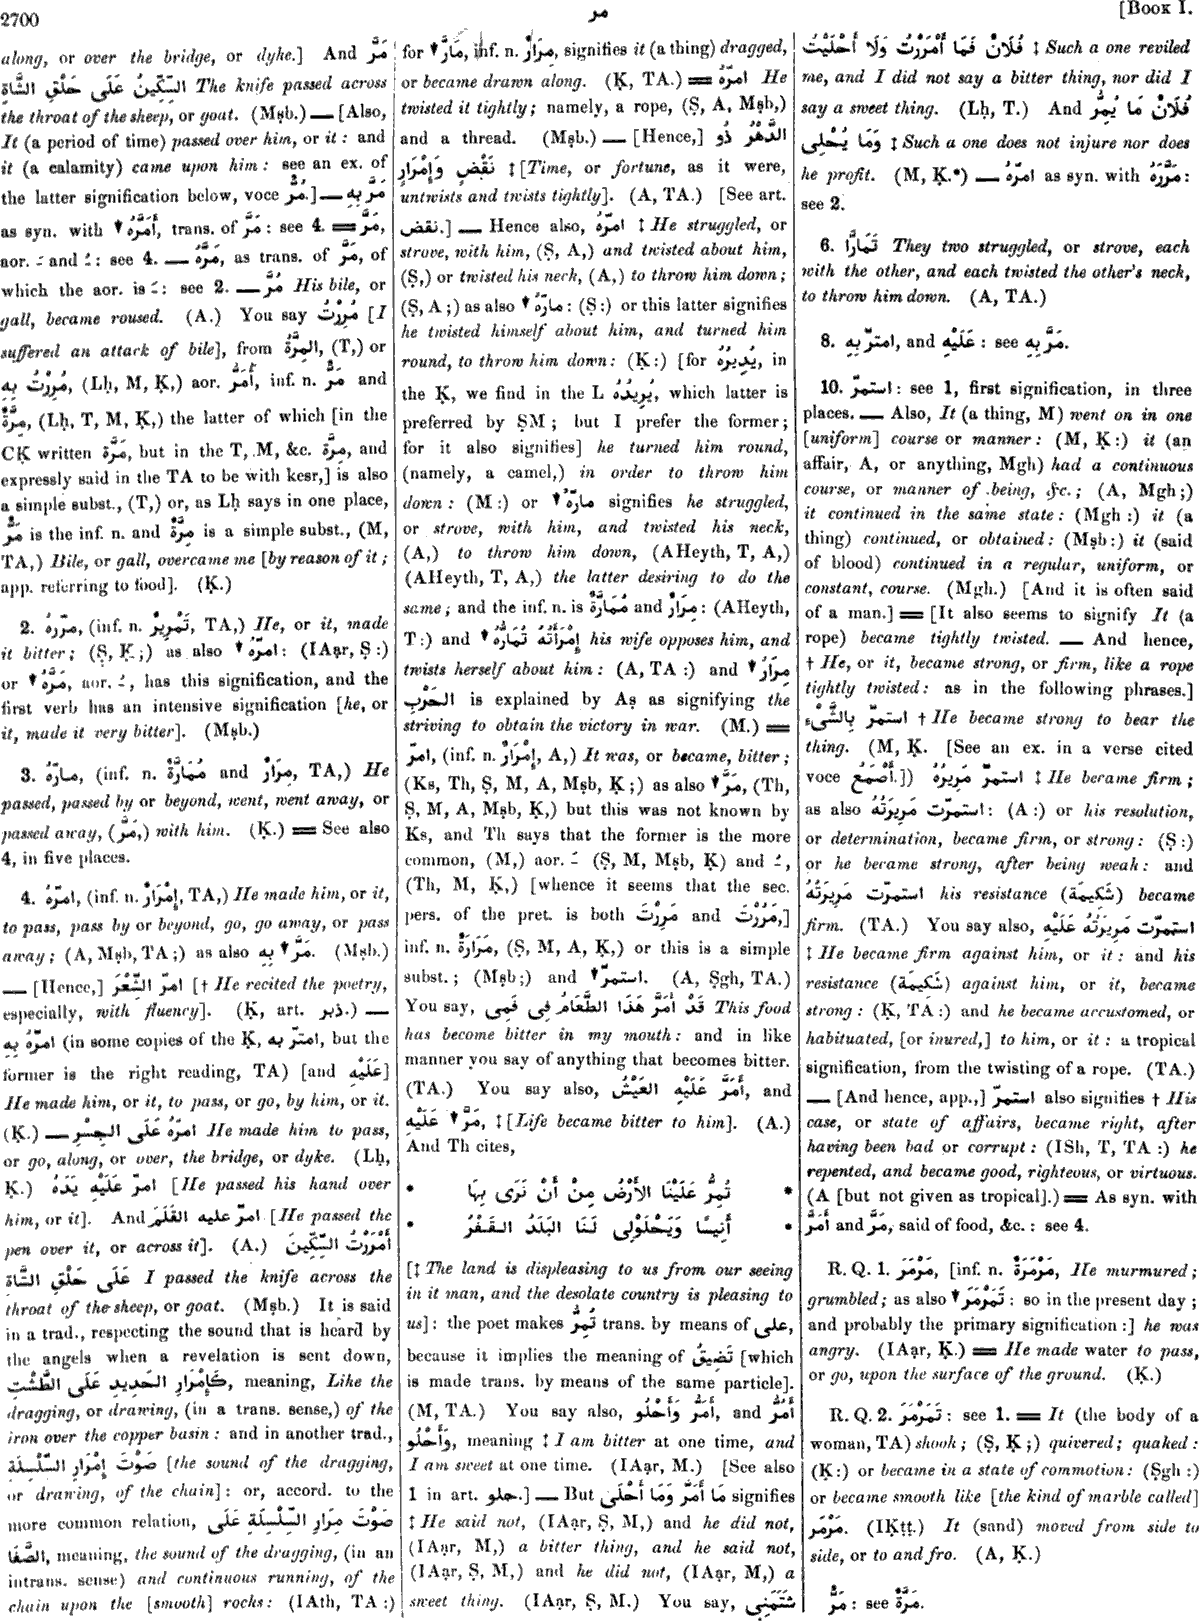 2700
مر
[Book I.
along, or over the bridge, or dyke.] And مَرَّ
السِّكِّينُ عَلَى حَلْقِ الشَّاةِ The knife passed across
the throat of the sheep, or goat. (Mṣb.) — [Also,
It (a period of time) passed over him, or it: and
it (a calamity) came upon him: see an ex. of
the latter signification below, voce مُرٌّ.] — مَرَّ بِهِ
as syn. with ▼ أَمَرَّهُ, trans. of مَرَّ: see 4. ══ مَرَّ,
aor. ـَ and ـُ: see 4. — مَرَّهُ, as trans. of مَرَّ, of
which the aor. is ـَ: see 2. — مُرَّ His bile, or
gall, became roused. (A.) You say مُرِرْتُ [I
suffered an attack of bile], from المِرَّةُ, (T,) or
مُرِرْتُ بِهِ, (Lḥ, M, Ḳ,) aor. أُمَرُّ, inf. n. مَرٌّ and
مِرَّةٌ, (Lḥ, T, M, Ḳ,) the latter of which [in the
CḲ written مَرَّة, but in the T, M, &c. مِرَّة, and
expressly said in the TA to be with kesr,] is also
a simple subst., (T,) or, as Lḥ says in one place,
مَرٌّ is the inf. n. and مِرَّةٌ is a simple subst., (M,
TA,) Bile, or gall, overcame me [by reason of it;
app. referring to food]. (Ḳ.)
2. مرّرهُ, (inf. n. تَمْرِيرٌ, TA,) He, or it, made
it bitter; (Ṣ, Ḳ;) as also ▼ امرّهُ: (IAạr, Ṣ:)
or ▼ مَرَّهُ, aor. ـُ, has this signification, and the
first verb has an intensive signification [he, or
it, made it very bitter]. (Mṣb.)
3. مارّهُ, (inf. n. مُمَارَّةٌ and مِرَارٌ, TA,) He
passed, passed by or beyond, went, went away, or
passed away, (مَرَّ,) with him. (Ḳ.) ══ See also
4, in five places.
4. امرّهُ, (inf. n. إِمْرَارٌ, TA,) He made him, or it,
to pass, pass by or beyond, go, go away, or pass
away; (A, Mṣb, TA;) as also ▼ مَرَّ بِهِ. (Mṣb.)
— [Hence,] امرّ الشِّعْرَ [† He recited the poetry,
especially, with fluency]. (Ḳ, art. ذبر.) —
امرّهُ بِهِ (in some copies of the Ḳ, امترّ به, but the
former is the right reading, TA) [and عَلَيْهِ]
He made him, or it, to pass, or go, by him, or it.
(Ḳ.) — امرّهُ عَلَى الجِسْرِ He made him to pass,
or go, along, or over, the bridge, or dyke. (Lḥ,
Ḳ.) امرّ عَلَيْهِ يَدَهُ [He passed his hand over
him, or it]. And امرّ عليه القَلَمَ [He passed the
pen over it, or across it]. (A.) أَمْرَرْتُ السِّكِّينَ
عَلَى حَلْقِ الشَّاةِ I passed the knife across the
throat of the sheep, or goat. (Mṣb.) It is said
in a trad., respecting the sound that is heard by
the angels when a revelation is sent down,
كَإِمْرَارِ الحَدِيدِ عَلَى الطَّشْتِ, meaning, Like the
dragging, or drawing, (in a trans. sense,) of the
iron over the copper basin: and in another trad.,
صَوْتَ إِمْرَارِ السِّلْسِلَةِ [the sound of the dragging,
or drawing, of the chain]: or, accord. to the
more common relation, صَوْتَ مِرَارِ السِّلْسِلَةِ عَلَى
الصَّفَا, meaning, the sound of the dragging, (in an
intrans. sense) and continuous running, of the
chain upon the [smooth] rocks: (IAth, TA:)
for ▼ مَارَّ, inf. n. مِرَارٌ, signifies it (a thing) dragged,
or became drawn along. (Ḳ, TA.) ══ امرّهُ He
twisted it tightly; namely, a rope, (Ṣ, A, Mṣb,)
and a thread. (Mṣb.) — [Hence,] الدَّهْرُ ذُو
نَقْضٍ وَإِمْرَارٍ ‡ [Time, or fortune, as it were,
untwists and twists tightly]. (A, TA.) [See art.
نقض.] — Hence also, امرّهُ ‡ He struggled, or
strove, with him, (Ṣ, A,) and twisted about him,
(Ṣ,) or twisted his neck, (A,) to throw him down;
(Ṣ, A;) as also ▼ مارّهُ: (Ṣ:) or this latter signifies
he twisted himself about him, and turned him
round, to throw him down: (Ḳ:) [for يُدِيرُهُ, in
the Ḳ, we find in the L يُرِيدُهُ, which latter is
preferred by SM; but I prefer the former;
for it also signifies] he turned him round,
(namely, a camel,) in order to throw him
down: (M:) or ▼ مارّهُ signifies he struggled,
or strove, with him, and twisted his neck,
(A,) to throw him down, (AHeyth, T, A,)
(AHeyth, T, A,) the latter desiring to do the
same; and the inf. n. is مُمَارَّةٌ and مِرَارٌ: (AHeyth,
T:) and ▼ إِمْرَأَتُهُ تُمَارُّهُ his wife opposes him, and
twists herself about him: (A, TA:) and ▼ مِرَارُ
الحَرْبِ is explained by Aṣ as signifying the
striving to obtain the victory in war. (M.) ══
امرّ, (inf. n. إِمْرَارٌ, A,) It was, or became, bitter;
(Ks, Th, Ṣ, M, A, Mṣb, Ḳ;) as also ▼ مَرَّ, (Th,
Ṣ, M, A, Mṣb, Ḳ,) but this was not known by
Ks, and Th says that the former is the more
common, (M,) aor. ـَ (Ṣ, M, Mṣb, Ḳ) and ـُ,
(Th, M, Ḳ,) [whence it seems that the sec.
pers. of the pret. is both مَرِرْتَ and مَرُرْتَ,]
inf. n. مَرَارَةٌ, (Ṣ, M, A, Ḳ,) or this is a simple
subst.; (Mṣb;) and ▼ استمرّ. (A, Ṣgh, TA.)
You say, قَدْ أَمَرَّ هٰذَا الطَّعَامُ فِى فَمِى This food
has become bitter in my mouth: and in like
manner you say of anything that becomes bitter.
(TA.) You say also, أَمَرَّ عَلَيْهِ العَيْشُ, and
▼ مَرَّ عَلَيْهِ, ‡ [Life became bitter to him]. (A.)
And Th cites,
* تُمِرُّ عَلَيْنَا الأَرْضُ مِنْ أَنْ نَرَى بِهَا *
* أَنِيسًا وَيَحْلَوْلِى لَنَا البَلَدُ القَفْرُ *
[‡ The land is displeasing to us from our seeing
in it man, and the desolate country is pleasing to
us]: the poet makes تُمِرُّ trans. by means of على,
because it implies the meaning of تَضِيقُ [which
is made trans. by means of the same particle].
(M, TA.) You say also, أَمَرُّ وَأَحْلُو, and أَمُرُّ
وَأَحْلُو, meaning ‡ I am bitter at one time, and
I am sweet at one time. (IAạr, M.) [See also
1 in art. حلو.] — But مَا أَمَرَّ وَمَا أَحْلَى signifies
‡ He said not, (IAạr, Ṣ, M,) and he did not,
(IAạr, M,) a bitter thing, and he said not,
(IAạr, Ṣ, M,) and he did not, (IAạr, M,) a
sweet thing. (IAạr, Ṣ, M.) You say, شَتَمَنِى
فُلَانٌ فَمَا أَمْرَرْتُ وَلَا أَحْلَيْتُ ‡ Such a one reviled
me, and I did not say a bitter thing, nor did I
say a sweet thing. (Lḥ, T.) And فُلَانٌ مَا يُمِرُّ
وَمَا يُحْلِى ‡ Such a one does not injure nor does
he profit. (M, Ḳ.*) — امرّهُ as syn. with مَرَّرَهُ:
see 2.
6. تَمَارَّا They two struggled, or strove, each
with the other, and each twisted the other's neck,
to throw him down. (A, TA.)
8. امترّ بِهِ, and عَلَيْهِ: see مَرَّ بِهِ.
10. استمرّ: see 1, first signification, in three
places. — Also, It (a thing, M) went on in one
[uniform] course or manner: (M, Ḳ:) it (an
affair, A, or anything, Mgh) had a continuous
course, or manner of being, &c.; (A, Mgh;)
it continued in the same state: (Mgh:) it (a
thing) continued, or obtained: (Mṣb:) it (said
of blood) continued in a regular, uniform, or
constant, course. (Mgh.) [And it is often said
of a man.] ══ [It also seems to signify It (a
rope) became tightly twisted. — And hence,
† He, or it, became strong, or firm, like a rope
tightly twisted: as in the following phrases.]
استمرّ بِالشَّىْءِ † He became strong to bear the
thing. (M, Ḳ. [See an ex. in a verse cited
voce أَصْمَعُ.]) استمرّ مَرِيرُهُ ‡ He became firm;
as also استمرّت مَرِيرَتُهُ: (A:) or his resolution,
or determination, became firm, or strong: (Ṣ:)
or he became strong, after being weak: and
استمرّت مَرِيرَتُهُ his resistance (شَكِيمَة) became
firm. (TA.) You say also, استمرّت مَرِيرَتُهُ عَلَيْهِ
‡ He became firm against him, or it: and his
resistance (شَكِيمَة) against him, or it, became
strong: (Ḳ, TA:) and he became accustomed, or
habituated, [or inured,] to him, or it: a tropical
signification, from the twisting of a rope. (TA.)
— [And hence, app.,] استمرّ also signifies † His
case, or state of affairs, became right, after
having been bad or corrupt: (ISh, T, TA:) he
repented, and became good, righteous, or virtuous.
(A [but not given as tropical].) ══ As syn. with
أَمَرَّ and مَرَّ, said of food, &c.: see 4.
R. Q. 1. مَرْمَرَ, [inf. n. مَرْمَرَةٌ, He murmured;
grumbled; as also ▼ تَمَرْمَرَ: so in the present day;
and probably the primary signification:] he was
angry. (IAạr, Ḳ.) ══ He made water to pass,
or go, upon the surface of the ground. (Ḳ.)
R. Q. 2. تَمَرْمَرَ: see 1. ══ It (the body of a
woman, TA) shook; (Ṣ, Ḳ;) quivered; quaked:
(Ḳ:) or became in a state of commotion: (Ṣgh:)
or became smooth like [the kind of marble called]
مَرْمَر. (IḲṭṭ.) It (sand) moved from side to
side, or to and fro. (A, Ḳ.)
مَرٌّ: see مَرَّةٌ.